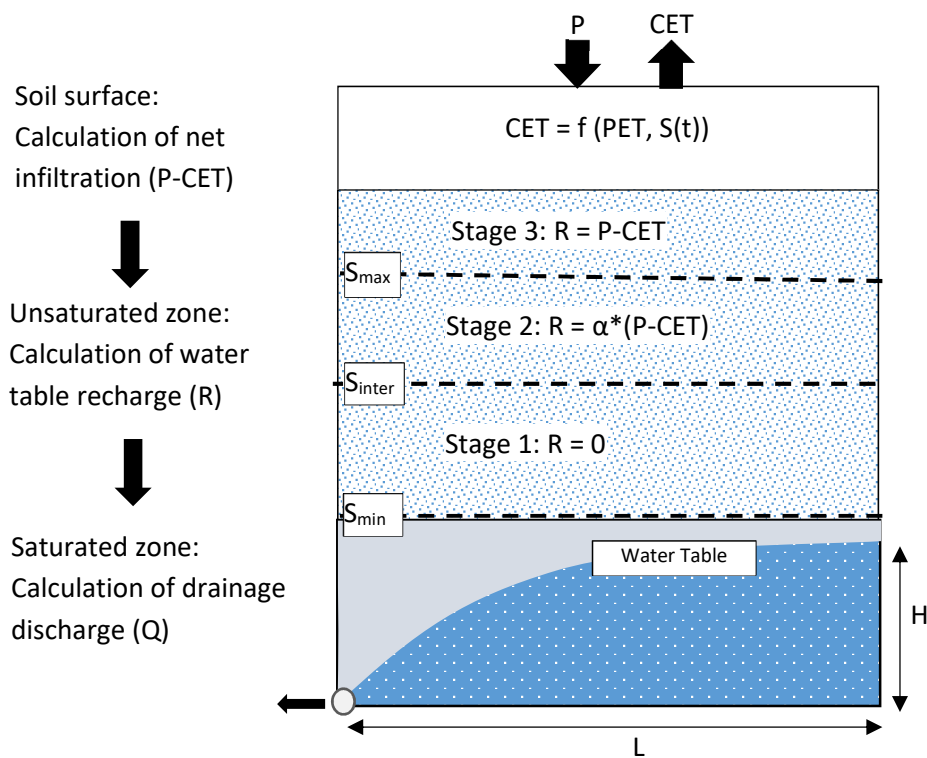 P
CET
Soil surface:
Calculation of net
infiltration (P-CET)
CET = f (PET, S(t))
Stage 3: R = P-CET
Smax
Unsaturated zone:
Calculation of water
table recharge (R)
Stage 2: R = α*(P-CET)
Sinter
Stage 1: R = 0
Smin
Saturated zone:
Calculation of drainage
discharge (Q)
Water Table
H
L